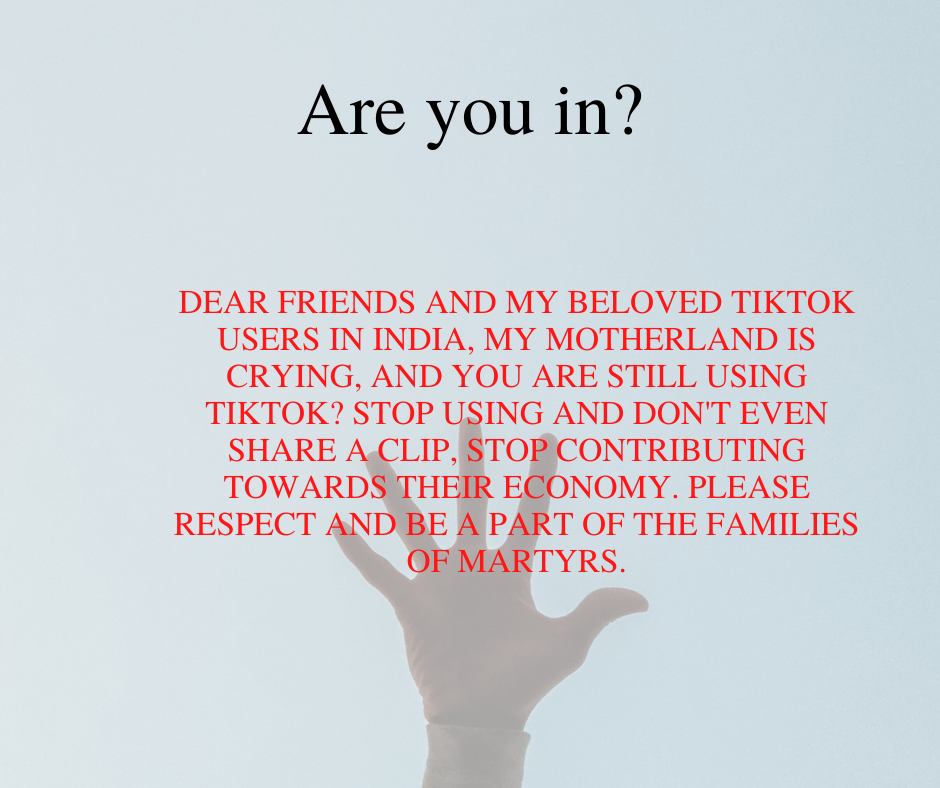 Are you in?
DEAR FRIENDS AND MY BELOVED TIKTOK
USERS IN INDIA, MY MOTHERLAND IS
CRYING, AND YOU ARE STILL USING
TIKTOK? STOP USING AND DON'T EVEN
SHARE A CLIP, STOP CONTRIBUTING
TOWARDS THEIR ECONOMY. PLEASE
RESPECT AND BE A PART OF THE FAMILIES
OF MARTYRS.